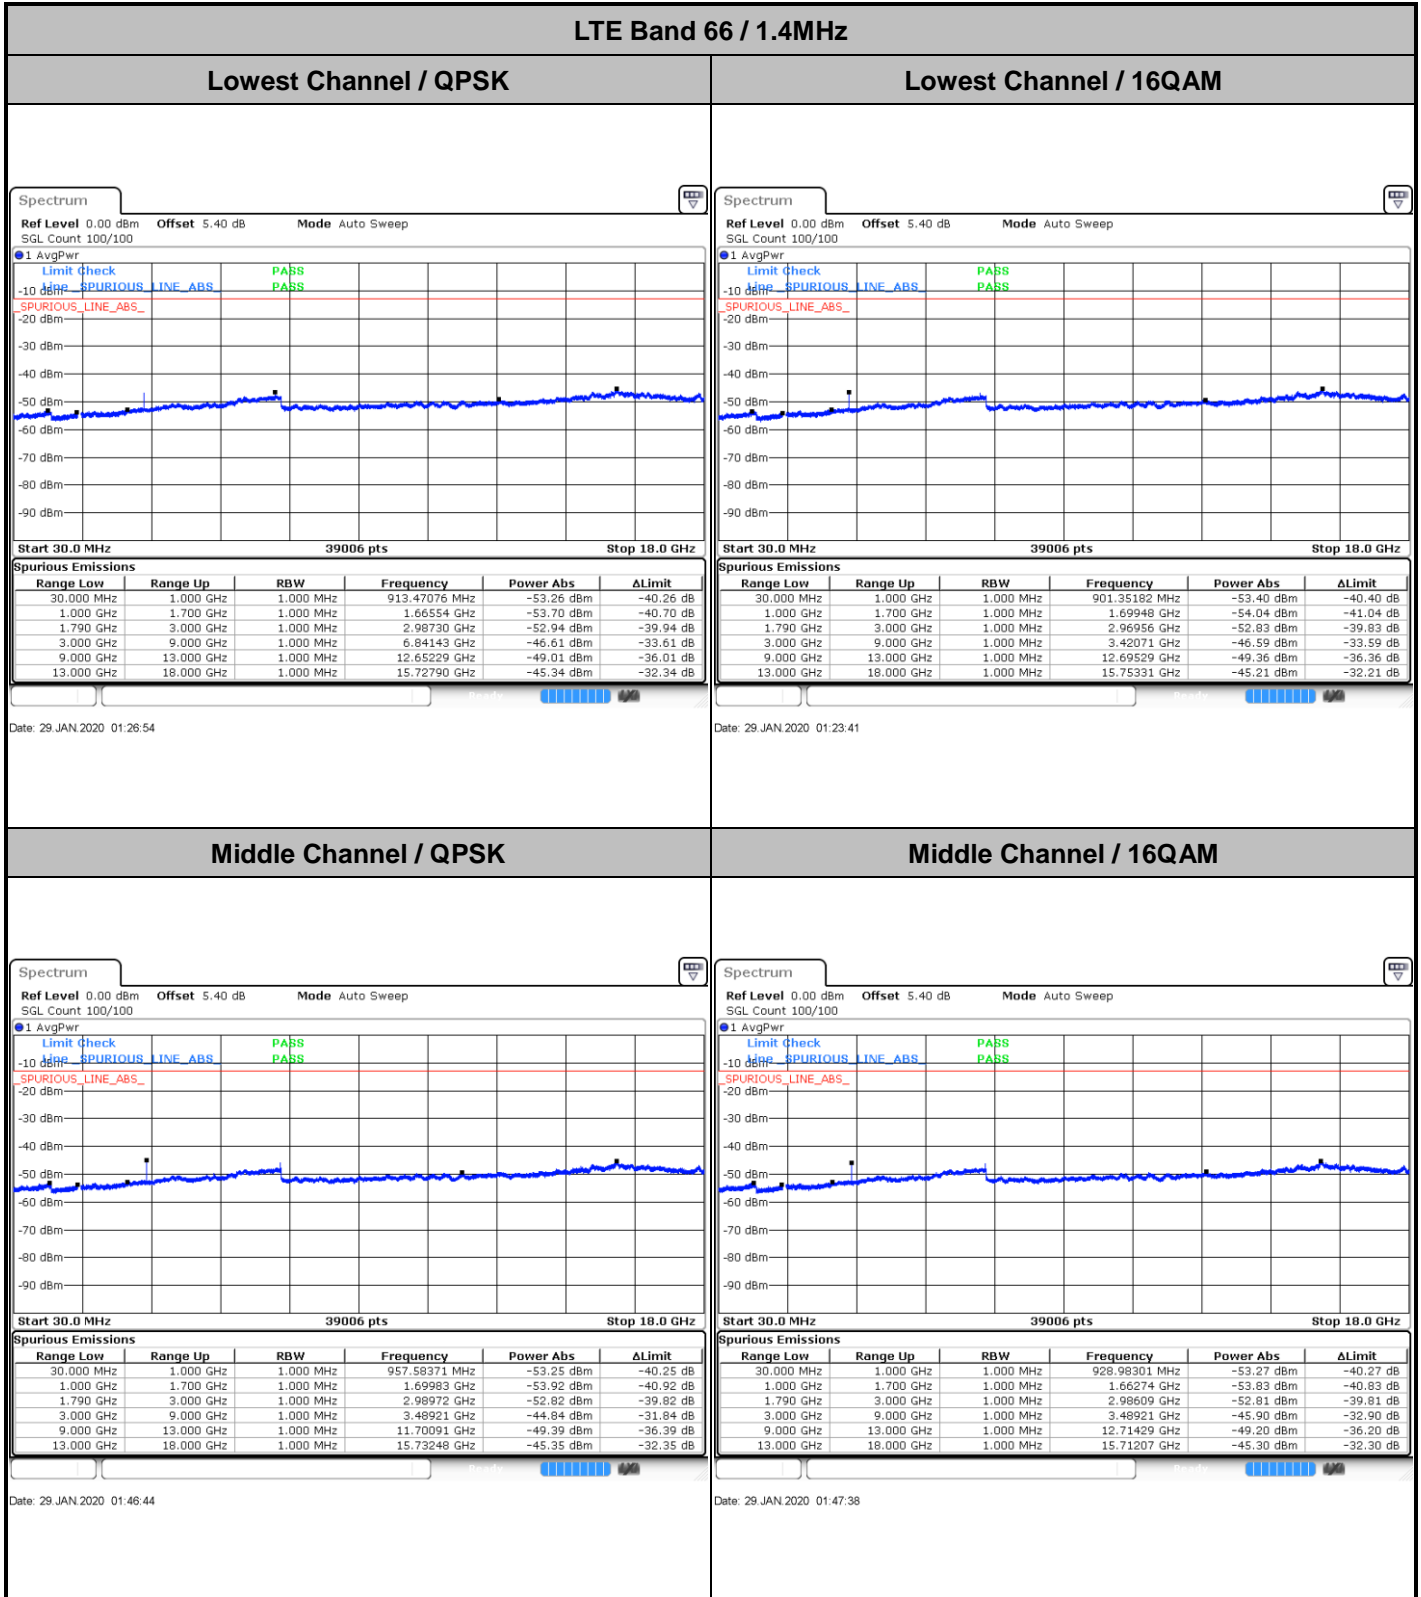 LTE Band 66 / 1.4MHz
Lowest Channel / QPSK
Lowest Channel / 16QAM
Spectrum
Ref Level 0.00 dBm Offset 5.40 dB Mode Auto Sweep
SGL Count 100/100
1 AvgPwr
Limit Check PASS
Line _SPURIOUS_LINE_ABS_ PASS
-10 dBm
_SPURIOUS_LINE_ABS_
-20 dBm
-30 dBm
-40 dBm
-50 dBm
-60 dBm
-70 dBm
-80 dBm
-90 dBm
Start 30.0 MHz 39006 pts Stop 18.0 GHz
Spurious Emissions
Range Low Range Up RBW Frequency Power Abs ΔLimit
30.000 MHz 1.000 GHz 1.000 MHz 913.47076 MHz -53.26 dBm -40.26 dB
1.000 GHz 1.700 GHz 1.000 MHz 1.66554 GHz -53.70 dBm -40.70 dB
1.790 GHz 3.000 GHz 1.000 MHz 2.98730 GHz -52.94 dBm -39.94 dB
3.000 GHz 9.000 GHz 1.000 MHz 6.84143 GHz -46.61 dBm -33.61 dB
9.000 GHz 13.000 GHz 1.000 MHz 12.65229 GHz -49.01 dBm -36.01 dB
13.000 GHz 18.000 GHz 1.000 MHz 15.72790 GHz -45.34 dBm -32.34 dB
Ready
Date: 29.JAN.2020 01:26:54
Spectrum
Ref Level 0.00 dBm Offset 5.40 dB Mode Auto Sweep
SGL Count 100/100
1 AvgPwr
Limit Check PASS
Line _SPURIOUS_LINE_ABS_ PASS
-10 dBm
_SPURIOUS_LINE_ABS_
-20 dBm
-30 dBm
-40 dBm
-50 dBm
-60 dBm
-70 dBm
-80 dBm
-90 dBm
Start 30.0 MHz 39006 pts Stop 18.0 GHz
Spurious Emissions
Range Low Range Up RBW Frequency Power Abs ΔLimit
30.000 MHz 1.000 GHz 1.000 MHz 901.35182 MHz -53.40 dBm -40.40 dB
1.000 GHz 1.700 GHz 1.000 MHz 1.69948 GHz -54.04 dBm -41.04 dB
1.790 GHz 3.000 GHz 1.000 MHz 2.96956 GHz -52.83 dBm -39.83 dB
3.000 GHz 9.000 GHz 1.000 MHz 3.42071 GHz -46.59 dBm -33.59 dB
9.000 GHz 13.000 GHz 1.000 MHz 12.69529 GHz -49.36 dBm -36.36 dB
13.000 GHz 18.000 GHz 1.000 MHz 15.75331 GHz -45.21 dBm -32.21 dB
Ready
Date: 29.JAN.2020 01:23:41
Middle Channel / QPSK
Middle Channel / 16QAM
Spectrum
Ref Level 0.00 dBm Offset 5.40 dB Mode Auto Sweep
SGL Count 100/100
1 AvgPwr
Limit Check PASS
Line _SPURIOUS_LINE_ABS_ PASS
-10 dBm
_SPURIOUS_LINE_ABS_
-20 dBm
-30 dBm
-40 dBm
-50 dBm
-60 dBm
-70 dBm
-80 dBm
-90 dBm
Start 30.0 MHz 39006 pts Stop 18.0 GHz
Spurious Emissions
Range Low Range Up RBW Frequency Power Abs ΔLimit
30.000 MHz 1.000 GHz 1.000 MHz 957.58371 MHz -53.25 dBm -40.25 dB
1.000 GHz 1.700 GHz 1.000 MHz 1.69983 GHz -53.92 dBm -40.92 dB
1.790 GHz 3.000 GHz 1.000 MHz 2.98972 GHz -52.82 dBm -39.82 dB
3.000 GHz 9.000 GHz 1.000 MHz 3.48921 GHz -44.84 dBm -31.84 dB
9.000 GHz 13.000 GHz 1.000 MHz 11.70091 GHz -49.39 dBm -36.39 dB
13.000 GHz 18.000 GHz 1.000 MHz 15.73248 GHz -45.35 dBm -32.35 dB
Ready
Date: 29.JAN.2020 01:46:44
Spectrum
Ref Level 0.00 dBm Offset 5.40 dB Mode Auto Sweep
SGL Count 100/100
1 AvgPwr
Limit Check PASS
Line _SPURIOUS_LINE_ABS_ PASS
-10 dBm
_SPURIOUS_LINE_ABS_
-20 dBm
-30 dBm
-40 dBm
-50 dBm
-60 dBm
-70 dBm
-80 dBm
-90 dBm
Start 30.0 MHz 39006 pts Stop 18.0 GHz
Spurious Emissions
Range Low Range Up RBW Frequency Power Abs ΔLimit
30.000 MHz 1.000 GHz 1.000 MHz 928.98301 MHz -53.27 dBm -40.27 dB
1.000 GHz 1.700 GHz 1.000 MHz 1.66274 GHz -53.83 dBm -40.83 dB
1.790 GHz 3.000 GHz 1.000 MHz 2.98609 GHz -52.81 dBm -39.81 dB
3.000 GHz 9.000 GHz 1.000 MHz 3.48921 GHz -45.90 dBm -32.90 dB
9.000 GHz 13.000 GHz 1.000 MHz 12.71429 GHz -49.20 dBm -36.20 dB
13.000 GHz 18.000 GHz 1.000 MHz 15.71207 GHz -45.30 dBm -32.30 dB
Ready
Date: 29.JAN.2020 01:47:38